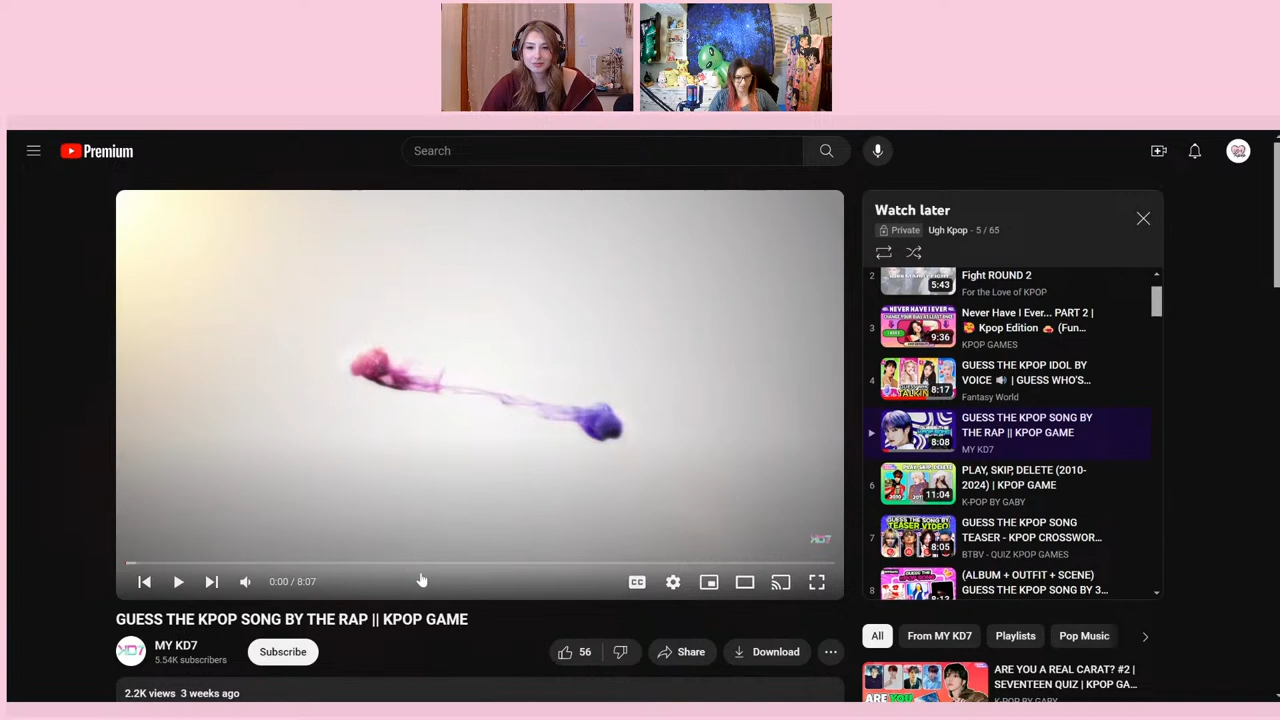 Premium
Search
Watch later
Private
Ugh Kpop - 5 / 65
2
5:43
Fight ROUND 2
For the Love of KPOP
3
9:36
Never Have I Ever... PART 2 |
Kpop Edition
(Fun...
KPOP GAMES
4
8:17
GUESS THE KPOP IDOL BY
VOICE
| GUESS WHO'S...
Fantasy World
8:08
GUESS THE KPOP SONG BY
THE RAP || KPOP GAME
MY KD7
6
11:04
PLAY, SKIP, DELETE (2010-
2024) | KPOP GAME
K-POP BY GABY
7
8:05
GUESS THE KPOP SONG
TEASER - KPOP CROSSWOR...
BTBV - QUIZ KPOP GAMES
8
(ALBUM + OUTFIT + SCENE)
GUESS THE KPOP SONG BY 3...
KD7
0:00 / 8:07
CC
GUESS THE KPOP SONG BY THE RAP || KPOP GAME
KD7
MY KD7
5.54K subscribers
Subscribe
56
Share
Download
2.2K views 3 weeks ago
All
From MY KD7
Playlists
Pop Music
ARE YOU A REAL CARAT? #2 |
SEVENTEEN QUIZ | KPOP GA...
K-POP BY GABY